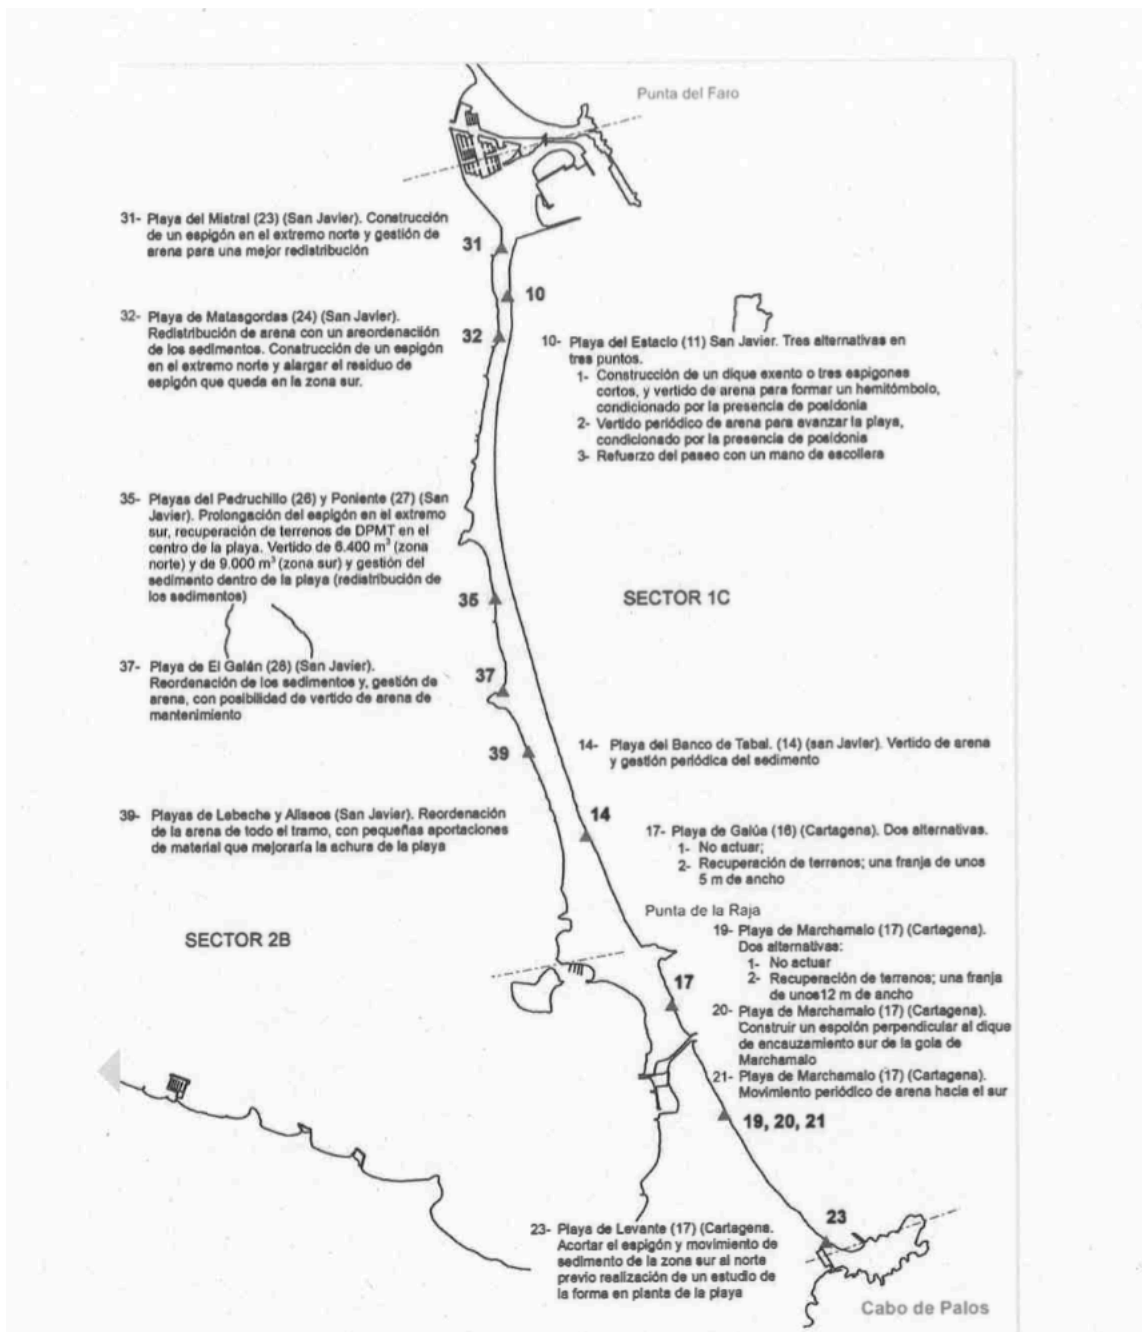 Punta del Faro
31- Playa del Mistral (23) (San Javier). Construcción
de un espigón en el extremo norte y gestión de
arena para una mejor redistribución
31
10
32- Playa de Matasgordas (24) (San Javier).
Redistribución de arena con un areordenación
de los sedimentos. Construcción de un espigón
en el extremo norte y alargar el residuo de
espigón que queda en la zona sur.
32
10- Playa del Estacio (11) San Javier. Tres alternativas en
tres puntos.
1- Construcción de un dique exento o tres espigones
cortos, y vertido de arena para formar un hemitómbolo,
condicionado por la presencia de posidonia
2- Vertido periódico de arena para avanzar la playa,
condicionado por la presencia de posidonia
3- Refuerzo del paseo con un mano de escollera
35- Playas del Pedruchillo (26) y Poniente (27) (San
Javier). Prolongación del espigón en el extremo
sur, recuperación de terrenos de DPMT en el
centro de la playa. Vertido de 6.400 m³ (zona
norte) y de 9.000 m³ (zona sur) y gestión del
sedimento dentro de la playa (redistribución de
los sedimentos)
35
SECTOR 1C
37- Playa de El Galán (28) (San Javier).
Reordenación de los sedimentos y, gestión de
arena, con posibilidad de vertido de arena de
mantenimiento
37
39
14- Playa del Banco de Tabal. (14) (san Javier). Vertido de arena
y gestión periódica del sedimento
39- Playas de Lebeche y Aliseos (San Javier). Reordenación
de la arena de todo el tramo, con pequeñas aportaciones
de material que mejoraría la achura de la playa
14
17- Playa de Galúa (16) (Cartagena). Dos alternativas.
1- No actuar;
2- Recuperación de terrenos; una franja de unos
5 m de ancho
Punta de la Raja
SECTOR 2B
19- Playa de Marchamalo (17) (Cartagena).
Dos alternativas:
1- No actuar
2- Recuperación de terrenos; una franja
de unos12 m de ancho
17
20- Playa de Marchamalo (17) (Cartagena).
Construir un espolón perpendicular al dique
de encauzamiento sur de la gola de
Marchamalo
21- Playa de Marchamalo (17) (Cartagena).
Movimiento periódico de arena hacia el sur
19, 20, 21
23- Playa de Levante (17) (Cartagena.
Acortar el espigón y movimiento de
sedimento de la zona sur al norte
previo realización de un estudio de
la forma en planta de la playa
23
Cabo de Palos